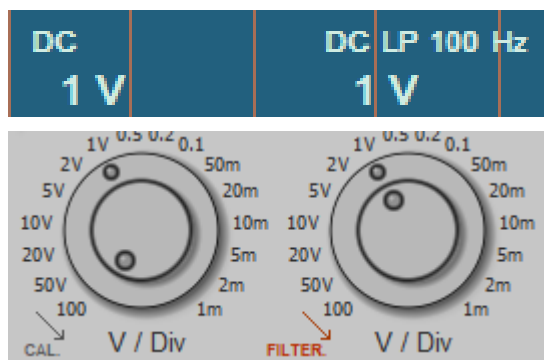 DC DC LP 100 Hz
1 V 1 V
1V 0.5 0.2 0.1 1V 0.5 0.2 0.1
2V 50m 2V 50m
5V 20m 5V 20m
10V 10m 10V 10m
20V 5m 20V 5m
50V 2m 50V 2m
100 1m 100 1m
CAL. V / Div FILTER. V / Div